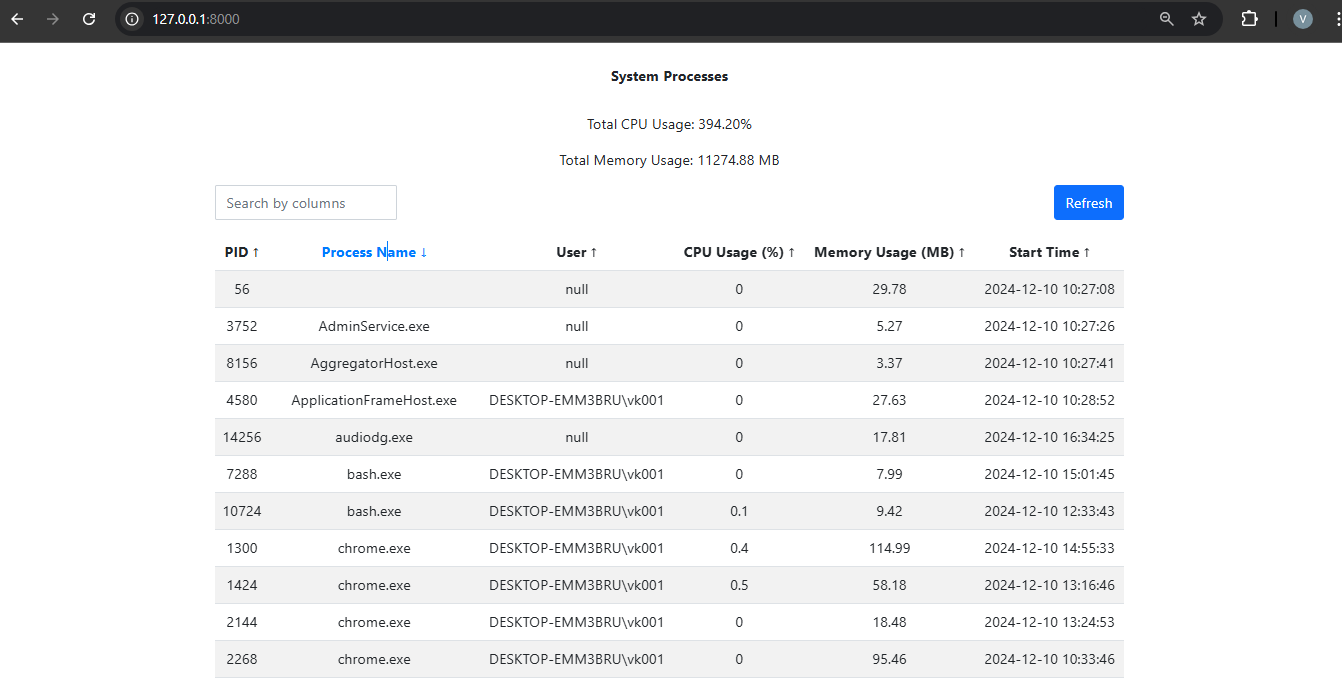 127.0.0.1:8000
V
System Processes
Total CPU Usage: 394.20%
Total Memory Usage: 11274.88 MB
Search by columns
Refresh
PID ↑ Process Name ↓ User ↑ CPU Usage (%) ↑ Memory Usage (MB) ↑ Start Time ↑
56 null 0 29.78 2024-12-10 10:27:08
3752 AdminService.exe null 0 5.27 2024-12-10 10:27:26
8156 AggregatorHost.exe null 0 3.37 2024-12-10 10:27:41
4580 ApplicationFrameHost.exe DESKTOP-EMM3BRU\vk001 0 27.63 2024-12-10 10:28:52
14256 audiodg.exe null 0 17.81 2024-12-10 16:34:25
7288 bash.exe DESKTOP-EMM3BRU\vk001 0 7.99 2024-12-10 15:01:45
10724 bash.exe DESKTOP-EMM3BRU\vk001 0.1 9.42 2024-12-10 12:33:43
1300 chrome.exe DESKTOP-EMM3BRU\vk001 0.4 114.99 2024-12-10 14:55:33
1424 chrome.exe DESKTOP-EMM3BRU\vk001 0.5 58.18 2024-12-10 13:16:46
2144 chrome.exe DESKTOP-EMM3BRU\vk001 0 18.48 2024-12-10 13:24:53
2268 chrome.exe DESKTOP-EMM3BRU\vk001 0 95.46 2024-12-10 10:33:46